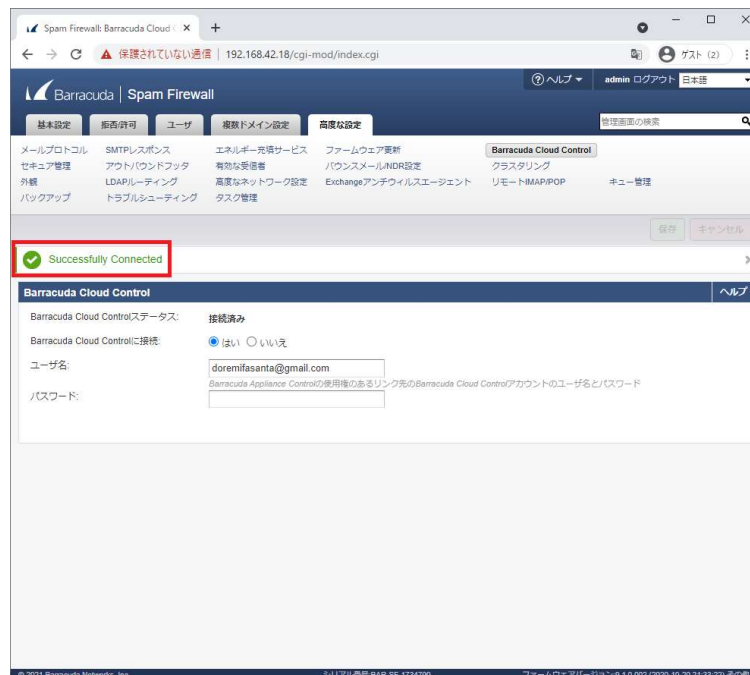 Spam Firewall: Barracuda Cloud C
保護されていない通信 | 192.168.42.18/cgi-mod/index.cgi
ゲスト (2)
Barracuda | Spam Firewall
ヘルプ
admin ログアウト
日本語
基本設定 拒否/許可 ユーザ 複数ドメイン設定 高度な設定
管理画面の検索
メールプロトコル SMTPレスポンス エネルギー充填サービス ファームウェア更新 Barracuda Cloud Control
セキュア管理 アウトバウンドフッタ 有効な受信者 バウンスメール/NDR設定 クラスタリング
外観 LDAPルーティング 高度なネットワーク設定 Exchangeアンチウィルスエージェント リモートIMAP/POP キュー管理
バックアップ トラブルシューティング タスク管理
保存 キャンセル
Successfully Connected
Barracuda Cloud Control ヘルプ
Barracuda Cloud Controlステータス: 接続済み
Barracuda Cloud Controlに接続: はい いいえ
ユーザ名: doremifasanta@gmail.com
Barracuda Appliance Controlの使用権のあるリンク先のBarracuda Cloud Controlアカウントのユーザ名とパスワード
パスワード:
© 2021 Barracuda Networks, Inc. シリアル番号:BAR-SF-1734700